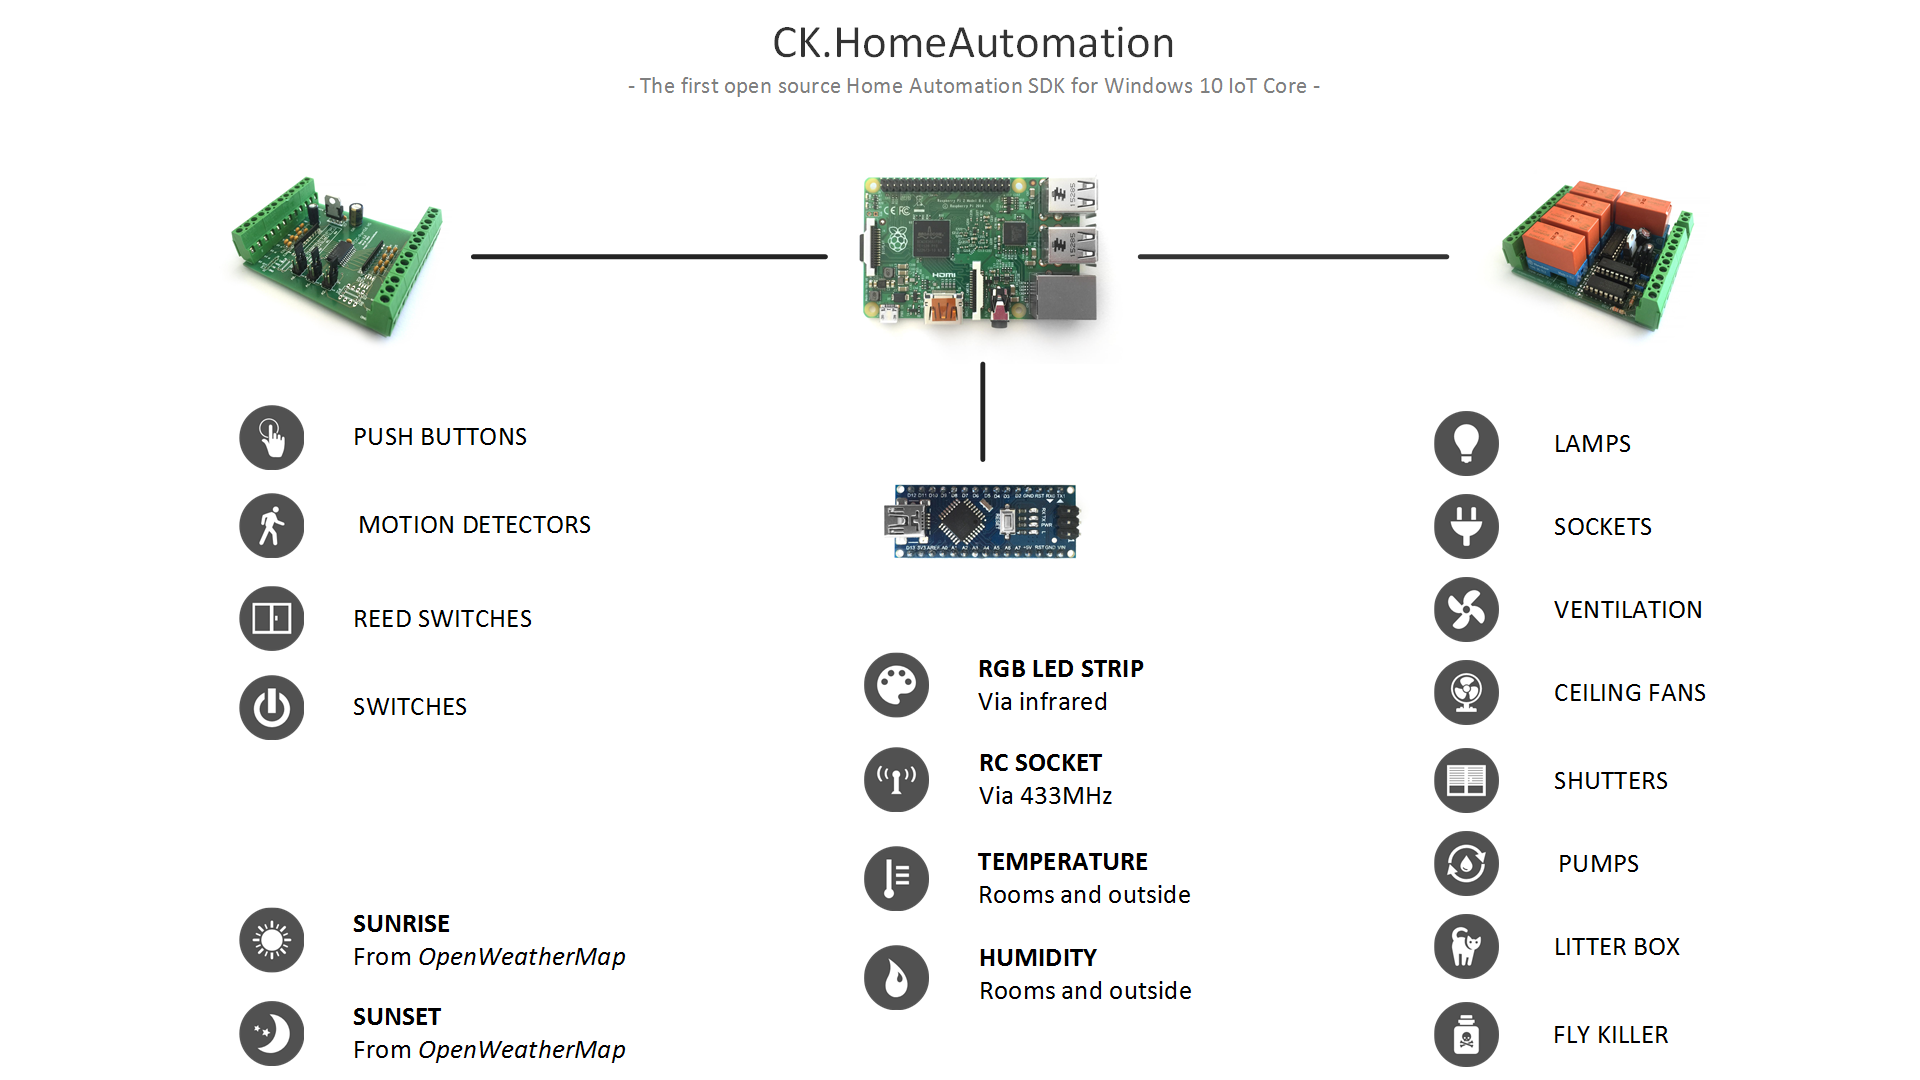 CK.HomeAutomation
- The first open source Home Automation SDK for Windows 10 IoT Core -
PUSH BUTTONS
MOTION DETECTORS
REED SWITCHES
SWITCHES
SUNRISE
From OpenWeatherMap
SUNSET
From OpenWeatherMap
HDMI
RGB LED STRIP
Via infrared
RC SOCKET
Via 433MHz
TEMPERATURE
Rooms and outside
HUMIDITY
Rooms and outside
LAMPS
SOCKETS
VENTILATION
CEILING FANS
SHUTTERS
PUMPS
LITTER BOX
FLY KILLER